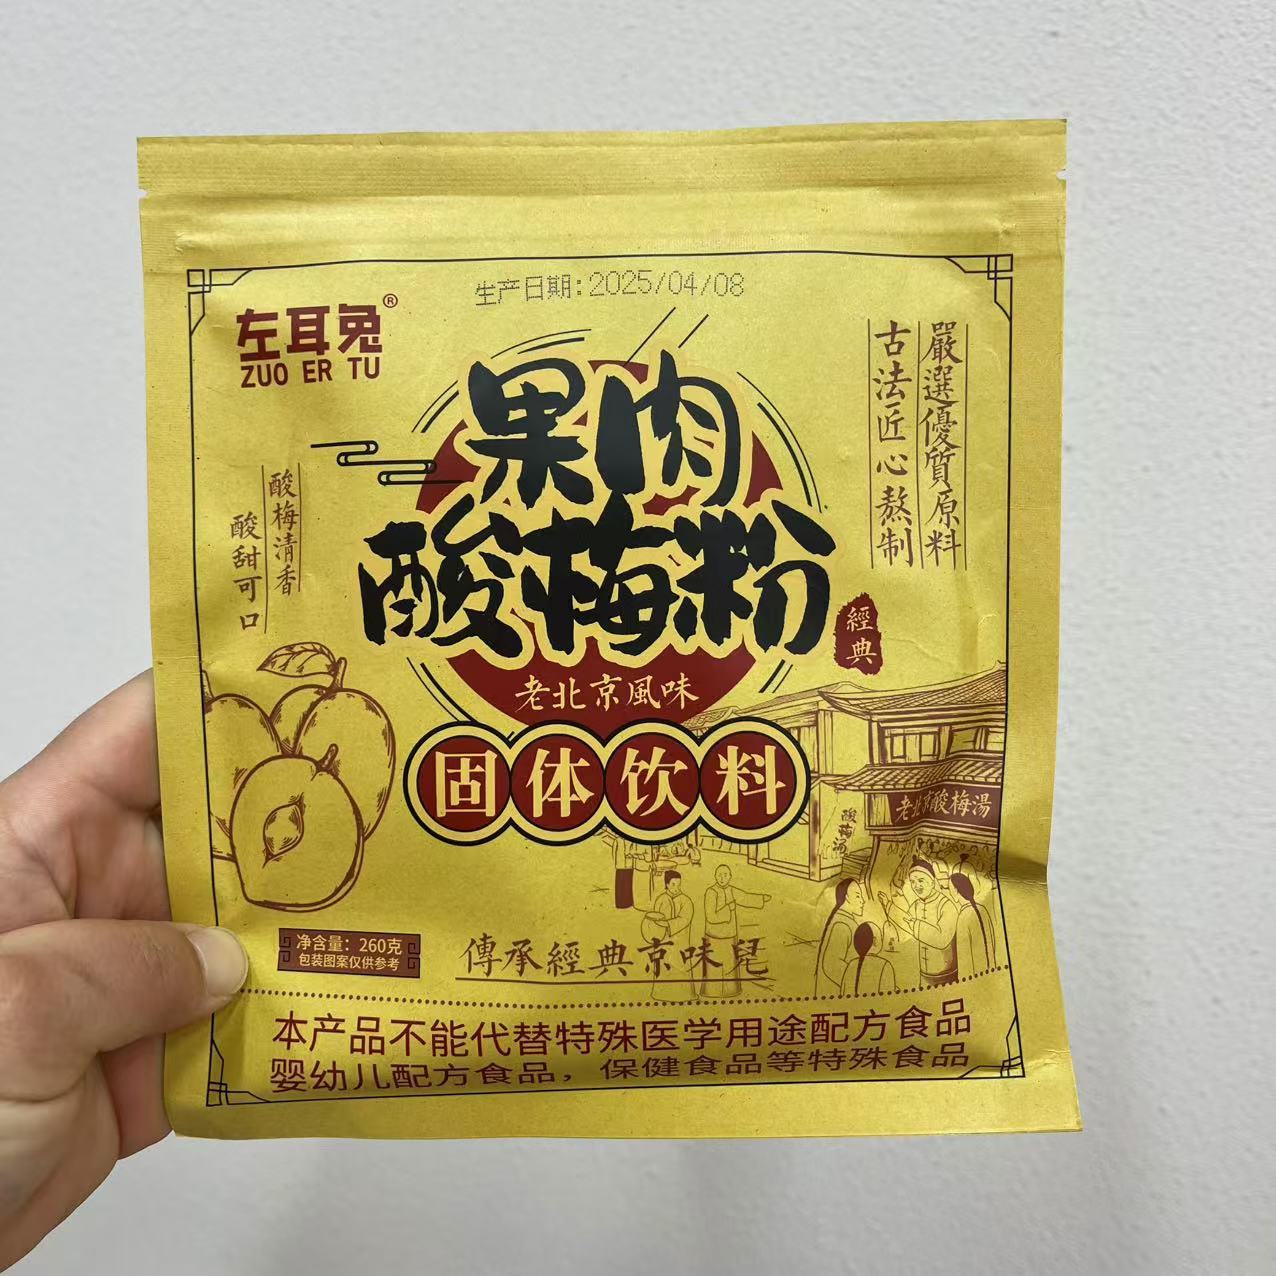 生产日期:2025/04/08
左耳兔®
ZUO ER TU
嚴選優質原料
古法匠心熬制
果肉
酸梅粉
經典
酸梅清香
酸甜可口
老北京風味
固体饮料
老北京酸梅湯
酸梅湯
净含量：260克
包装图案仅供参考
傳承經典京味兒
本产品不能代替特殊医学用途配方食品
婴幼儿配方食品，保健食品等特殊食品